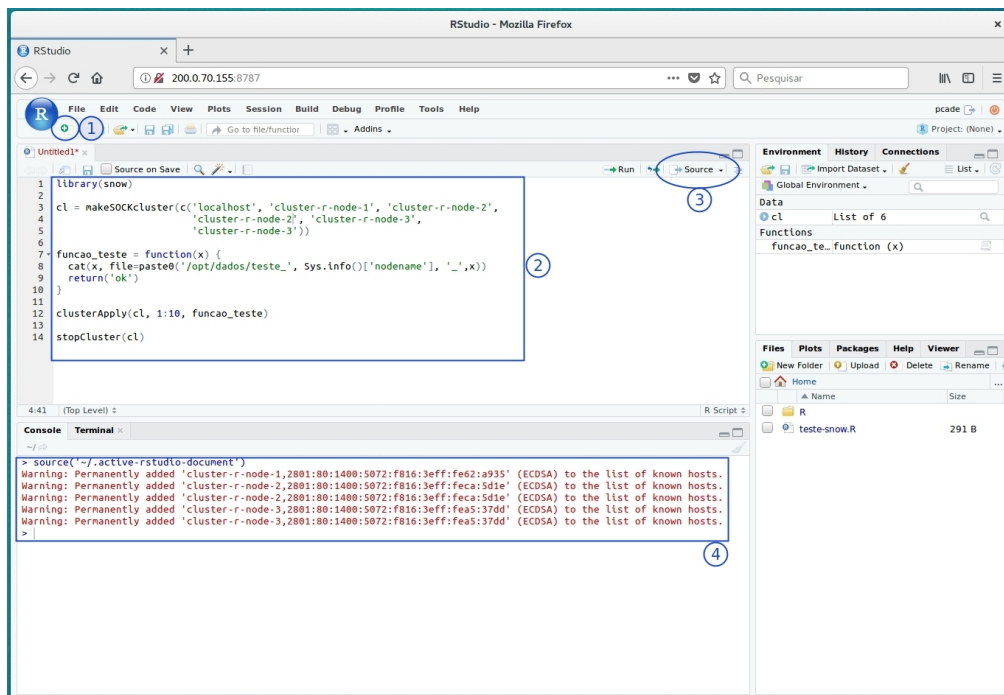 RStudio - Mozilla Firefox
RStudio
200.0.70.155:8787
Pesquisar
File Edit Code View Plots Session Build Debug Profile Tools Help
pcade
1
Go to file/function
Addins
Project: (None)
Untitled1*
Source on Save
Run
Source
3
1 library(snow)
2
3 cl = makeSOCKcluster(c('localhost', 'cluster-r-node-1', 'cluster-r-node-2',
4 'cluster-r-node-2', 'cluster-r-node-3',
5 'cluster-r-node-3'))
6
7 funcao_teste = function(x) {
8 cat(x, file=paste0('/opt/dados/teste_', Sys.info()['nodename'], '_',x))
9 return('ok')
10 }
11
12 clusterApply(cl, 1:10, funcao_teste)
13
14 stopCluster(cl)
2
4:41 (Top Level)
R Script
Console Terminal
~/
> source('~/.active-rstudio-document')
Warning: Permanently added 'cluster-r-node-1,2801:80:1400:5072:f816:3eff:fe62:a935' (ECDSA) to the list of known hosts.
Warning: Permanently added 'cluster-r-node-2,2801:80:1400:5072:f816:3eff:feca:5d1e' (ECDSA) to the list of known hosts.
Warning: Permanently added 'cluster-r-node-2,2801:80:1400:5072:f816:3eff:feca:5d1e' (ECDSA) to the list of known hosts.
Warning: Permanently added 'cluster-r-node-3,2801:80:1400:5072:f816:3eff:fea5:37dd' (ECDSA) to the list of known hosts.
Warning: Permanently added 'cluster-r-node-3,2801:80:1400:5072:f816:3eff:fea5:37dd' (ECDSA) to the list of known hosts.
>
4
Environment History Connections
Import Dataset
List
Global Environment
Data
cl List of 6
Functions
funcao_te… function (x)
Files Plots Packages Help Viewer
New Folder Upload Delete Rename
Home
...
Name Size
R
teste-snow.R 291 B